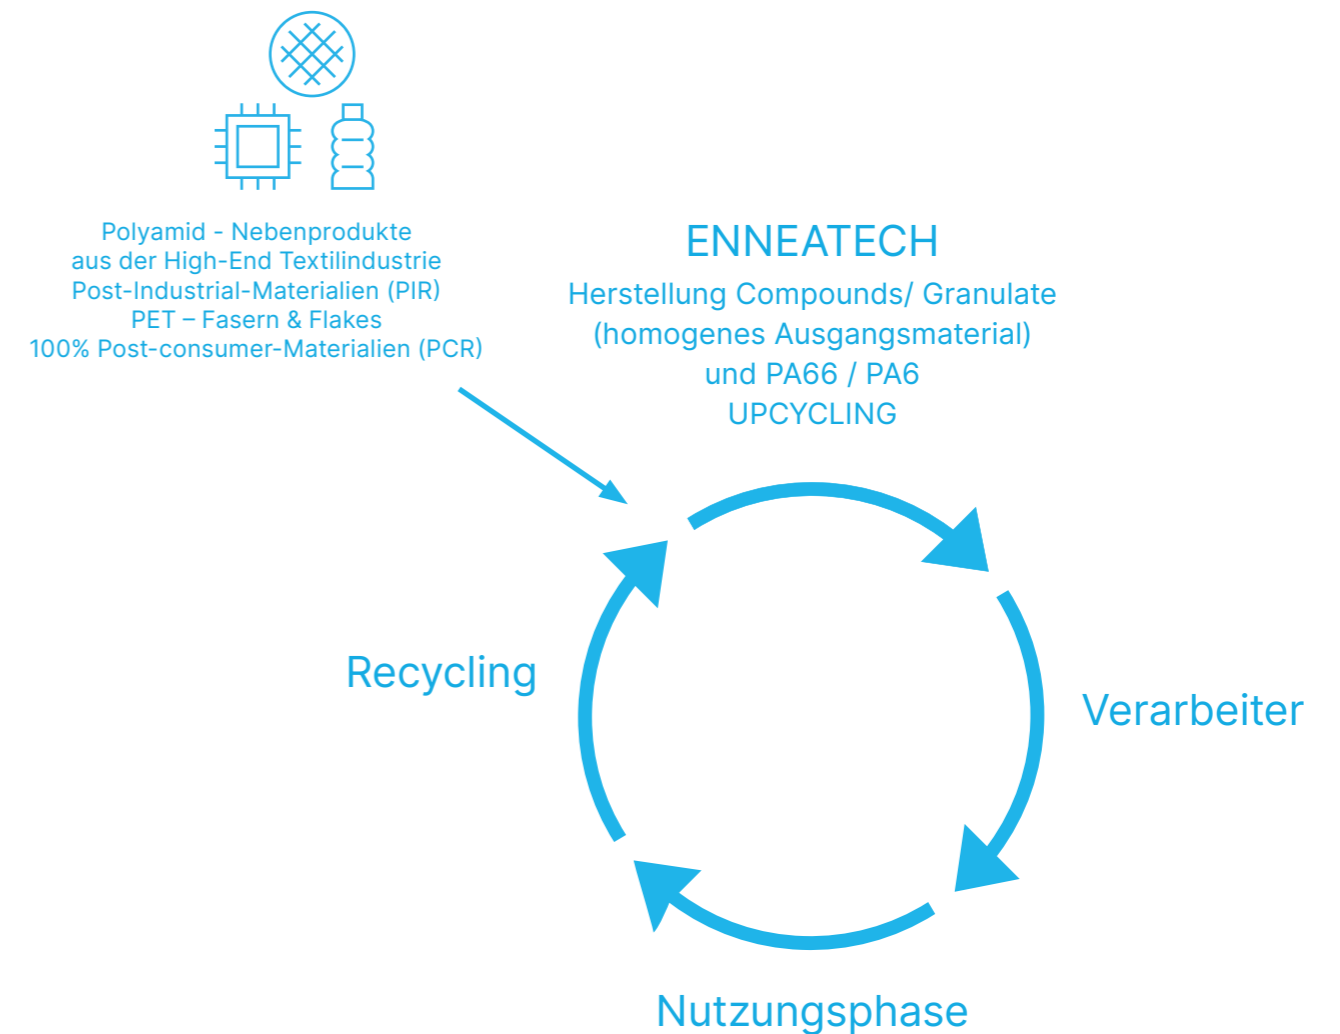 Polyamid - Nebenprodukte
aus der High-End Textilindustrie
Post-Industrial-Materialien (PIR)
PET – Fasern & Flakes
100% Post-consumer-Materialien (PCR)
ENNEATECH
Herstellung Compounds/ Granulate
(homogenes Ausgangsmaterial)
und PA66 / PA6
UPCYCLING
Recycling
Verarbeiter
Nutzungsphase